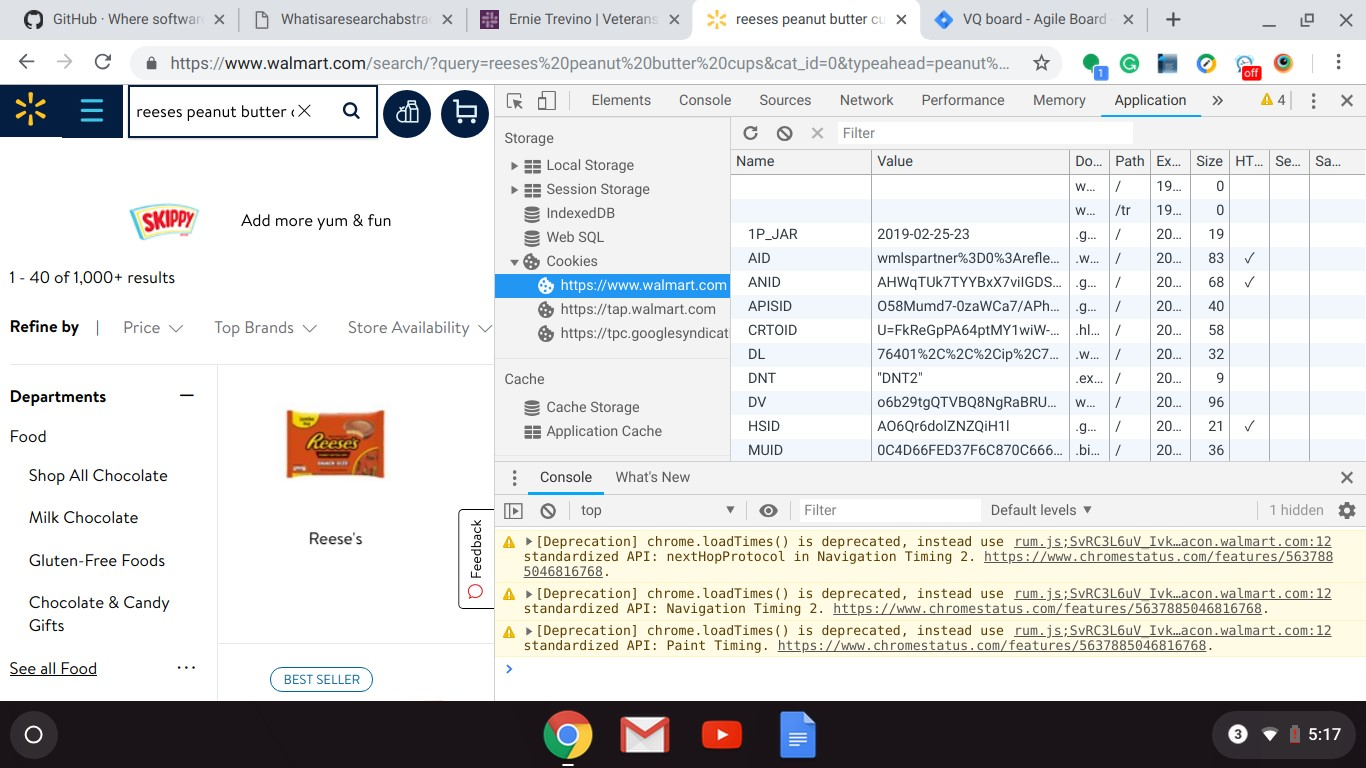 GitHub · Where softwar
Whatisaresearchabstra
Ernie Trevino | Veterans
reeses peanut butter cu
VQ board - Agile Board
https://www.walmart.com/search/?query=reeses%20peanut%20butter%20cups&cat_id=0&typeahead=peanut%...
1
off
reeses peanut butter c
SKIPPY
Add more yum & fun
1 - 40 of 1,000+ results
Refine by | Price Top Brands Store Availability
Departments
Food
Shop All Chocolate
Milk Chocolate
Gluten-Free Foods
Chocolate & Candy
Gifts
See all Food
Reese's
SNACK SIZE
Reese's
BEST SELLER
Feedback
Elements Console Sources Network Performance Memory Application » 4
Storage
Local Storage
Session Storage
IndexedDB
Web SQL
Cookies
https://www.walmart.com
https://tap.walmart.com
https://tpc.googlesyndicat
Cache
Cache Storage
Application Cache
Filter
Name Value Do... Path Ex... Size HT... Se... Sa...
w... / 19... 0
w... /tr 19... 0
1P_JAR 2019-02-25-23 .g... / 20... 19
AID wmlspartner%3D0%3Arefle... .w... / 20... 83 ✓
ANID AHWqTUk7TYYBxX7viIGDS... .g... / 20... 68 ✓
APISID O58Mumd7-0zaWCa7/APh... .g... / 20... 40
CRTOID U=FkReGpPA64ptMY1wiW-... .hl... / 20... 58
DL 76401%2C%2C%2Cip%2C7... .w... / 20... 32
DNT "DNT2" .ex... / 20... 9
DV o6b29tgQTVBQ8NgRaBRU... w... / 20... 96
HSID AO6Qr6dolZNZQiH1l .g... / 20... 21 ✓
MUID 0C4D66FED37F6C870C666... .bi... / 20... 36
Console What's New
top Filter Default levels 1 hidden
[Deprecation] chrome.loadTimes() is deprecated, instead use rum.js;SvRC3L6uV_Ivk…acon.walmart.com:12
standardized API: nextHopProtocol in Navigation Timing 2. https://www.chromestatus.com/features/563788
5046816768.
[Deprecation] chrome.loadTimes() is deprecated, instead use rum.js;SvRC3L6uV_Ivk…acon.walmart.com:12
standardized API: Navigation Timing 2. https://www.chromestatus.com/features/5637885046816768.
[Deprecation] chrome.loadTimes() is deprecated, instead use rum.js;SvRC3L6uV_Ivk…acon.walmart.com:12
standardized API: Paint Timing. https://www.chromestatus.com/features/5637885046816768.
3 5:17